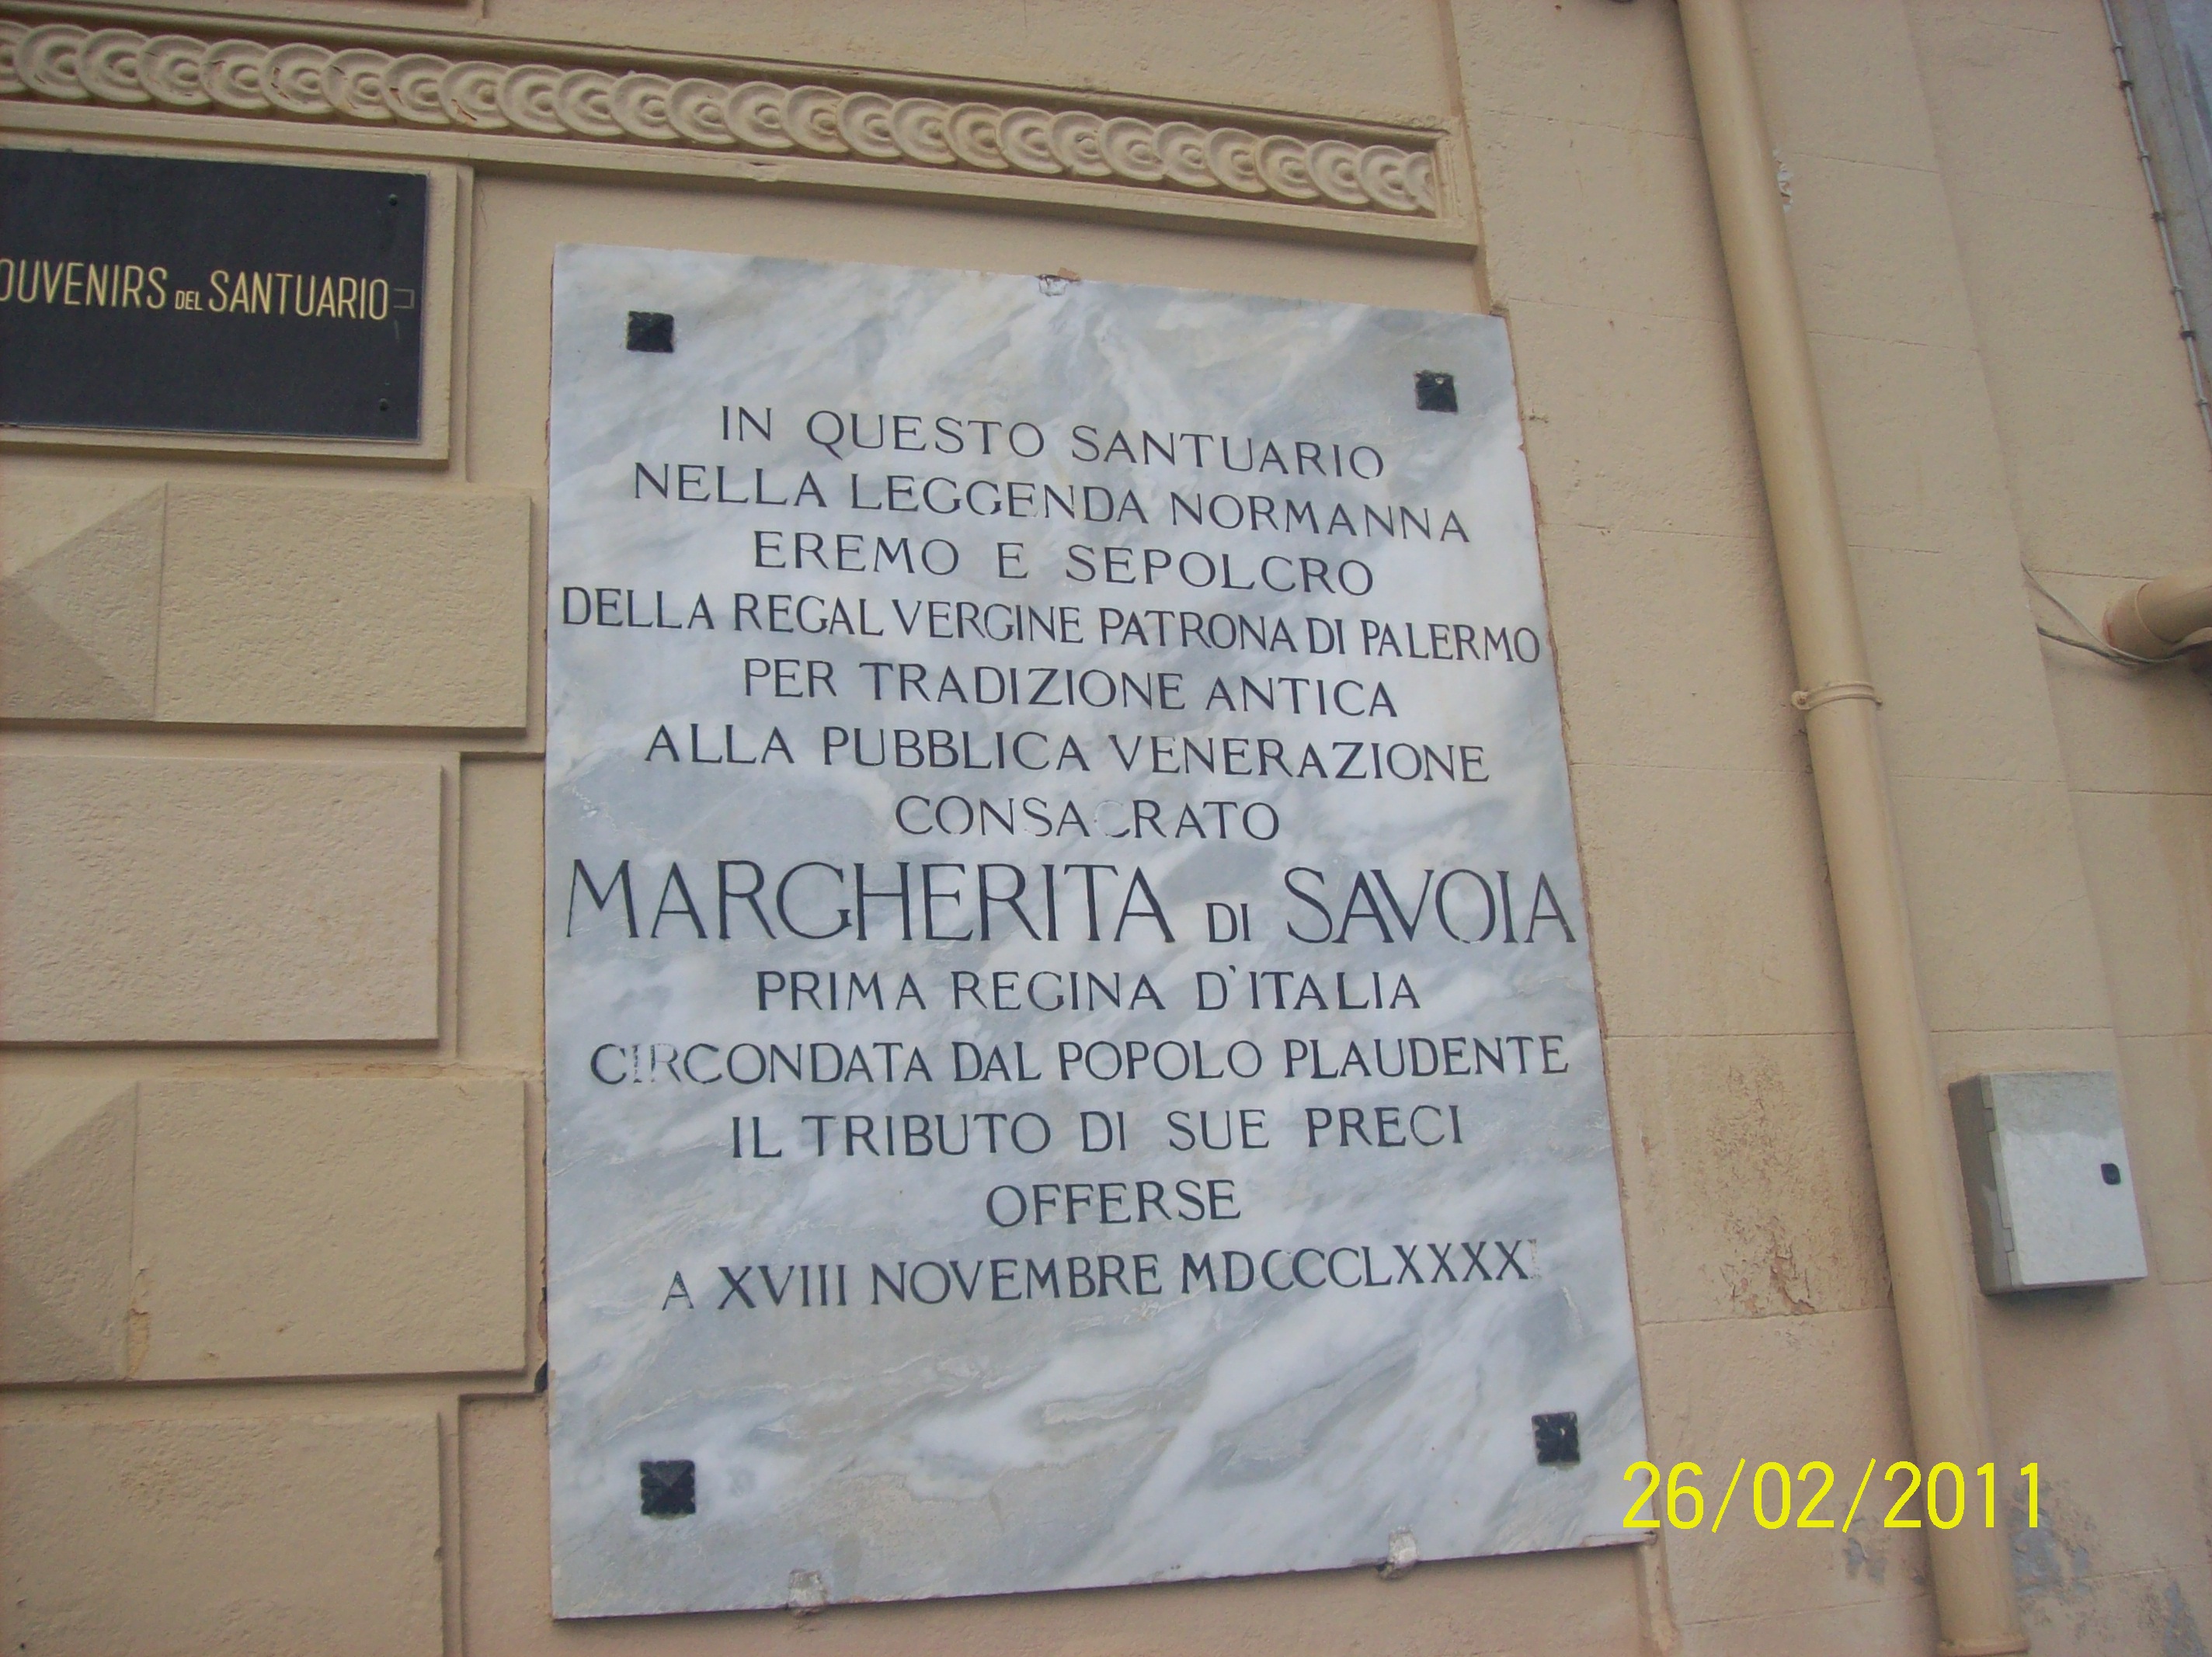 OUVENIRS DEL SANTUARIO
IN QUESTO SANTUARIO
NELLA LEGGENDA NORMANNA
EREMO E SEPOLCRO
DELLA REGAL VERGINE PATRONA DI PALERMO
PER TRADIZIONE ANTICA
ALLA PUBBLICA VENERAZIONE
CONSACRATO
MARGHERITA DI SAVOIA
PRIMA REGINA D'ITALIA
CIRCONDATA DAL POPOLO PLAUDENTE
IL TRIBUTO DI SUE PRECI
OFFERSE
A XVIII NOVEMBRE MDCCCLXXXXI
26/02/2011